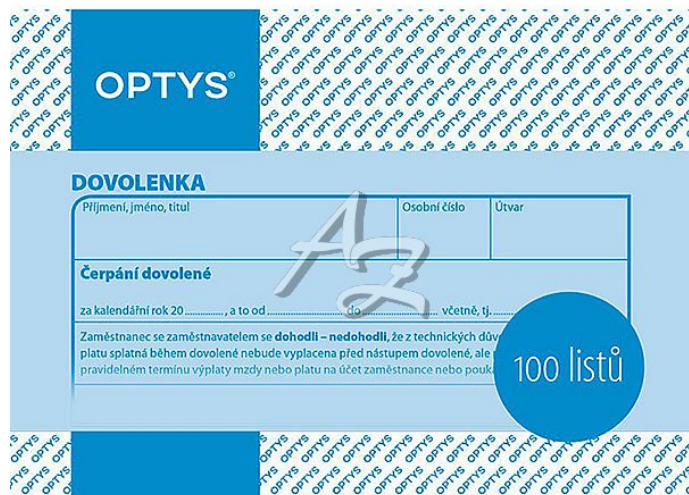 OPTYS®
DOVOLENKA
Příjmení, jméno, titul
Osobní číslo
Útvar
Čerpání dovolené
za kalendářní rok 20 ............, a to od ........................ do ........................ včetně, tj. ......
Zaměstnanec se zaměstnavatelem se dohodli – nedohodli, že z technických
platu splatná během dovolené nebude vyplacena před nástupem dovolené, ale
pravidelném termínu výplaty mzdy nebo platu na účet zaměstnance nebo
100 listů
AZ